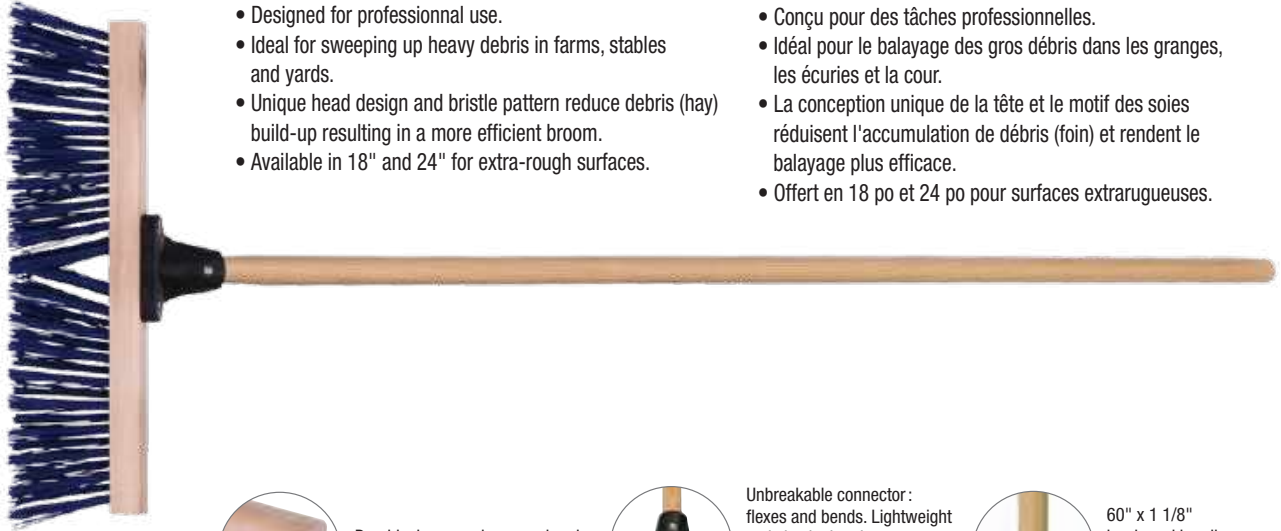 • Designed for professionnal use.
• Ideal for sweeping up heavy debris in farms, stables
and yards.
• Unique head design and bristle pattern reduce debris (hay)
build-up resulting in a more efficient broom.
• Available in 18" and 24" for extra-rough surfaces.
• Conçu pour des tâches professionnelles.
• Idéal pour le balayage des gros débris dans les granges,
les écuries et la cour.
• La conception unique de la tête et le motif des soies
réduisent l'accumulation de débris (foin) et rendent le
balayage plus efficace.
• Offert en 18 po et 24 po pour surfaces extrarugueuses.
Unbreakable connector :
flexes and bends. Lightweight
60" x 1 1/8"